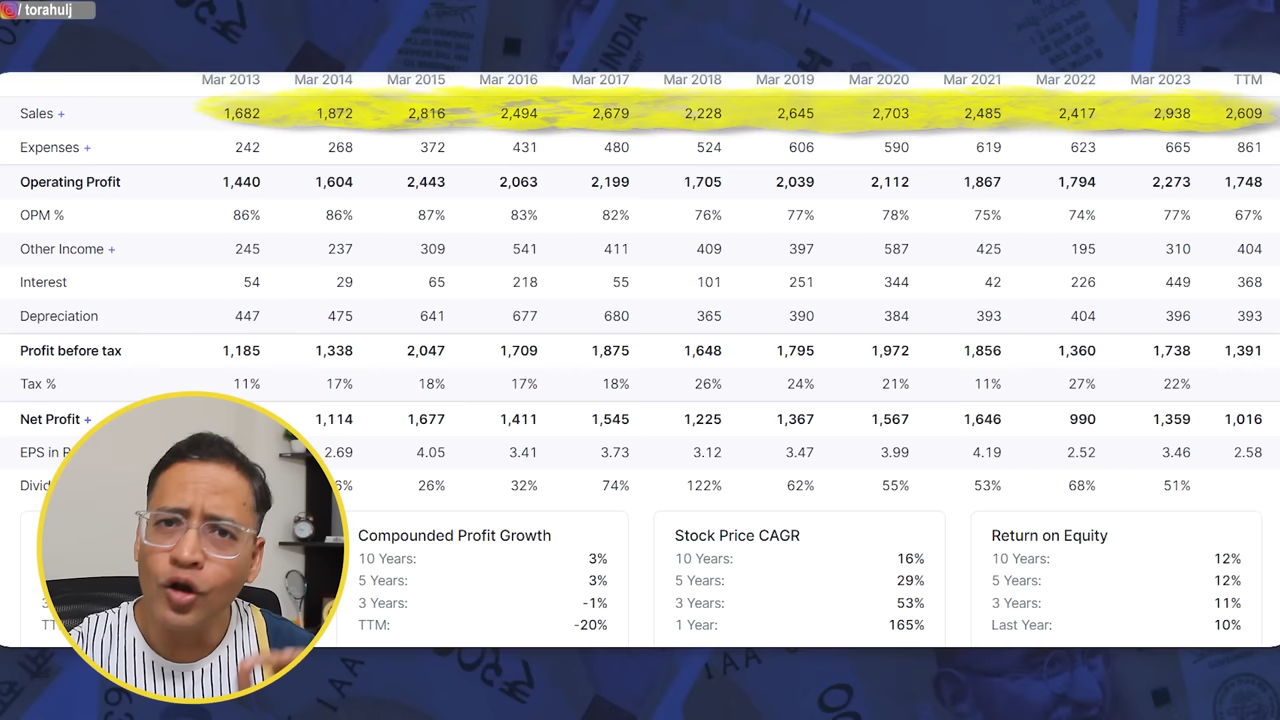 / torahulj
Mar 2013 Mar 2014 Mar 2015 Mar 2016 Mar 2017 Mar 2018 Mar 2019 Mar 2020 Mar 2021 Mar 2022 Mar 2023 TTM
Sales + 1,682 1,872 2,816 2,494 2,679 2,228 2,645 2,703 2,485 2,417 2,938 2,609
Expenses + 242 268 372 431 480 524 606 590 619 623 665 861
Operating Profit 1,440 1,604 2,443 2,063 2,199 1,705 2,039 2,112 1,867 1,794 2,273 1,748
OPM % 86% 86% 87% 83% 82% 76% 77% 78% 75% 74% 77% 67%
Other Income + 245 237 309 541 411 409 397 587 425 195 310 404
Interest 54 29 65 218 55 101 251 344 42 226 449 368
Depreciation 447 475 641 677 680 365 390 384 393 404 396 393
Profit before tax 1,185 1,338 2,047 1,709 1,875 1,648 1,795 1,972 1,856 1,360 1,738 1,391
Tax % 11% 17% 18% 17% 18% 26% 24% 21% 11% 27% 22%
Net Profit + 1,114 1,677 1,411 1,545 1,225 1,367 1,567 1,646 990 1,359 1,016
EPS in 2.69 4.05 3.41 3.73 3.12 3.47 3.99 4.19 2.52 3.46 2.58
26% 32% 74% 122% 62% 55% 53% 68% 51%
Compounded Profit Growth
10 Years: 3%
5 Years: 3%
3 Years: -1%
TTM: -20%
Stock Price CAGR
10 Years: 16%
5 Years: 29%
3 Years: 53%
1 Year: 165%
Return on Equity
10 Years: 12%
5 Years: 12%
3 Years: 11%
Last Year: 10%